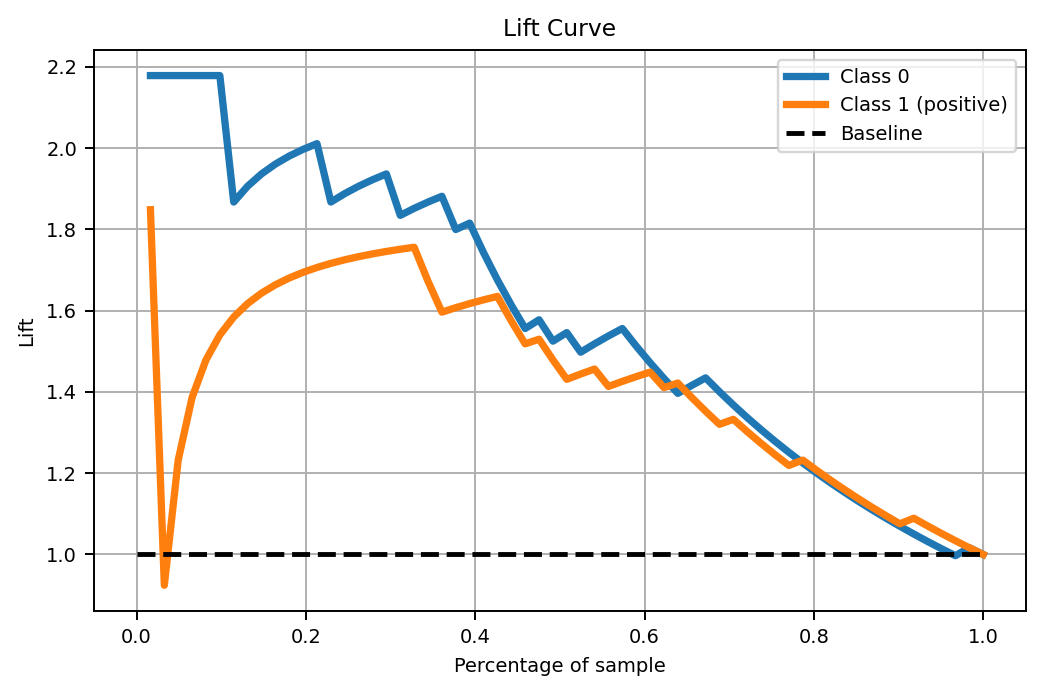 Lift Curve
2.2
2.0
1.8
1.6
1.4
1.2
1.0
Lift
Class 0
Class 1 (positive)
Baseline
0.0 0.2 0.4 0.6 0.8 1.0
Percentage of sample